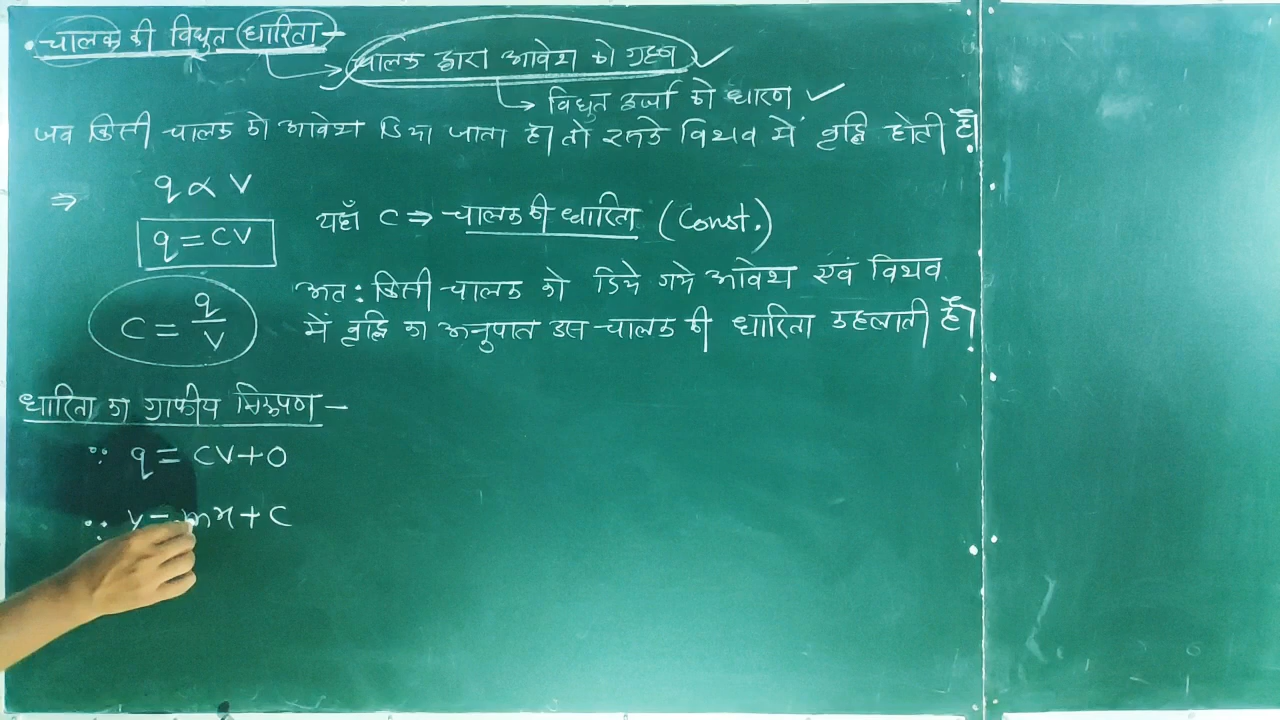 • चालक की विद्युत धारिता -
चालक द्वारा आवेश को ग्रहण ✓
विद्युत ऊर्जा को धारण ✓
जब किसी चालक को आवेश दिया जाता है। तो इसके विभव में वृद्धि होती है।
⇒ q ∝ V
q = CV यहाँ C ⇒ चालक की धारिता (Const.)
C = q/V अत: किसी चालक को दिये गये आवेश एवं विभव
में वृद्धि का अनुपात उस चालक की धारिता कहलाती है।
धारिता का ग्राफीय निरूपण -
∵ q = CV + 0
∵ y = mx + C